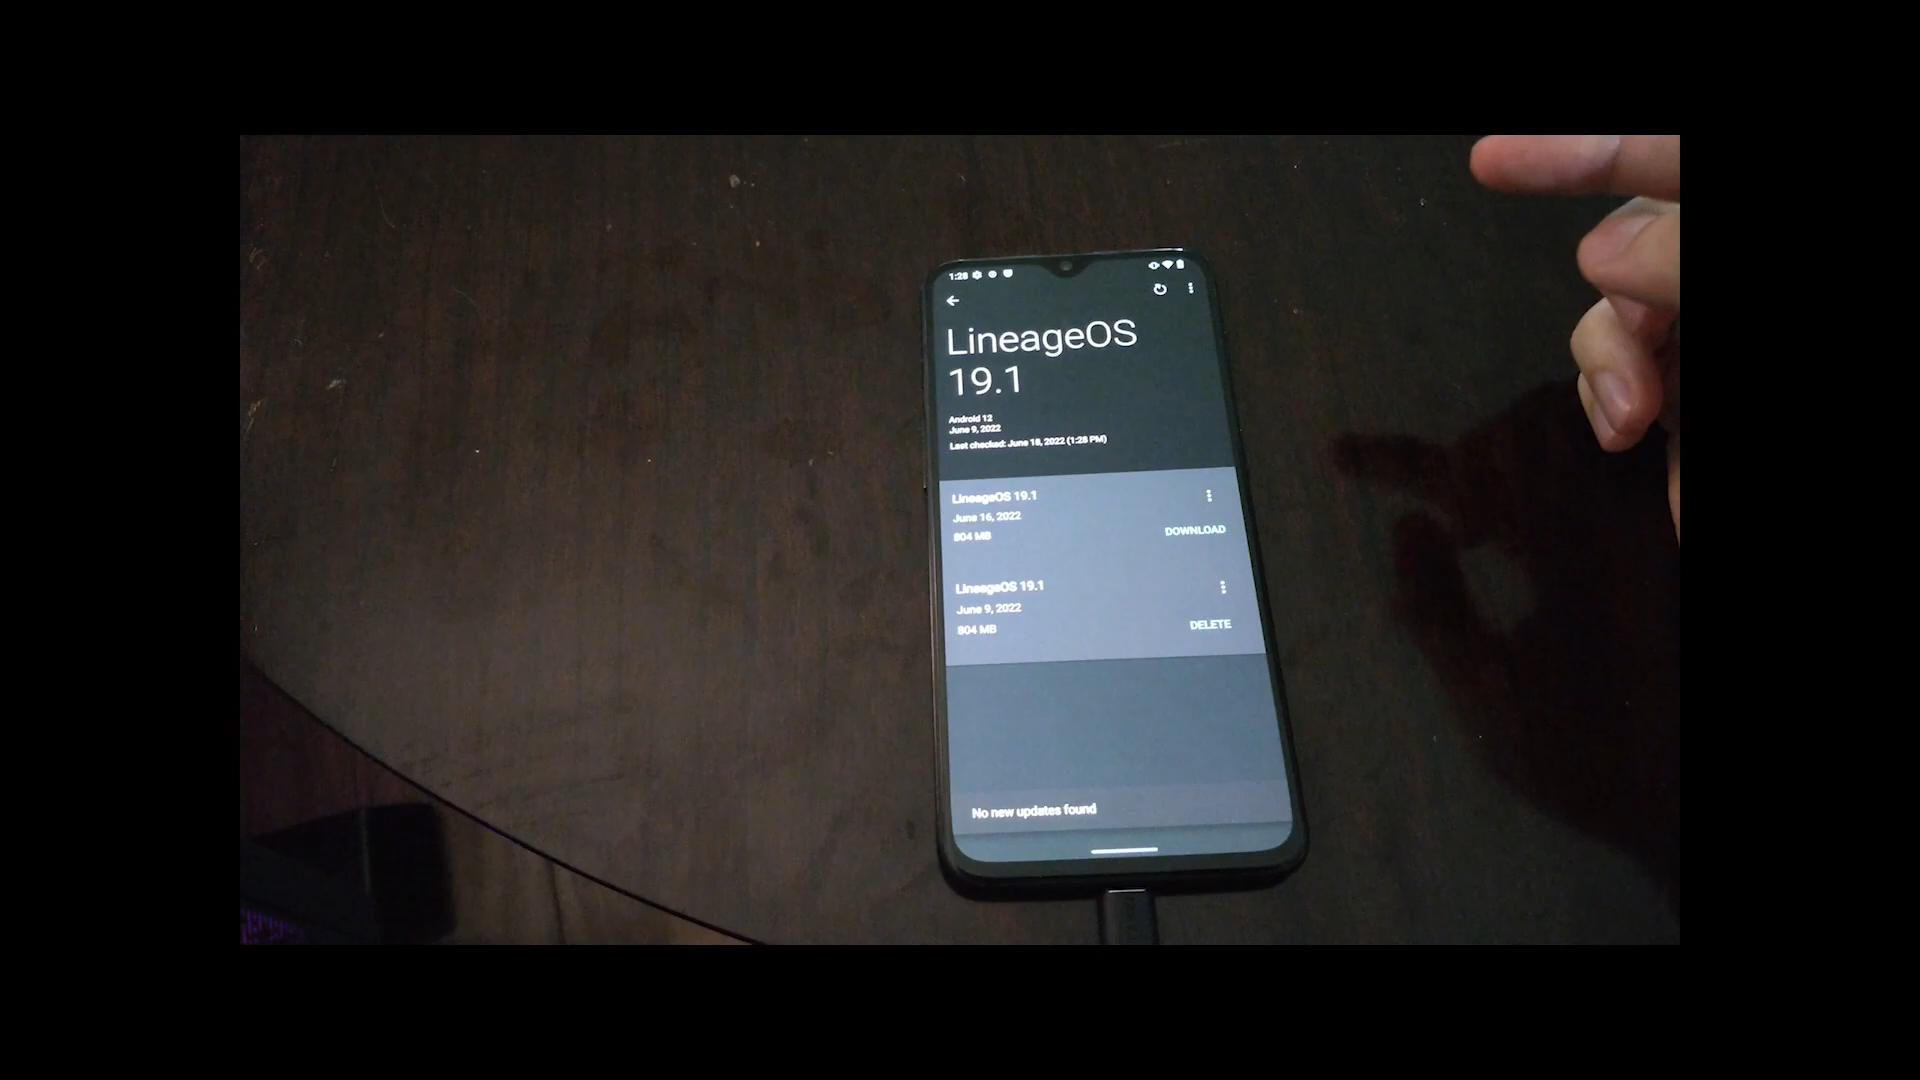 1:28
LineageOS
19.1
Android 12
June 9, 2022
Last checked: June 18, 2022 (1:28 PM)
LineageOS 19.1
June 16, 2022
804 MB
DOWNLOAD
LineageOS 19.1
June 9, 2022
804 MB
DELETE
No new updates found